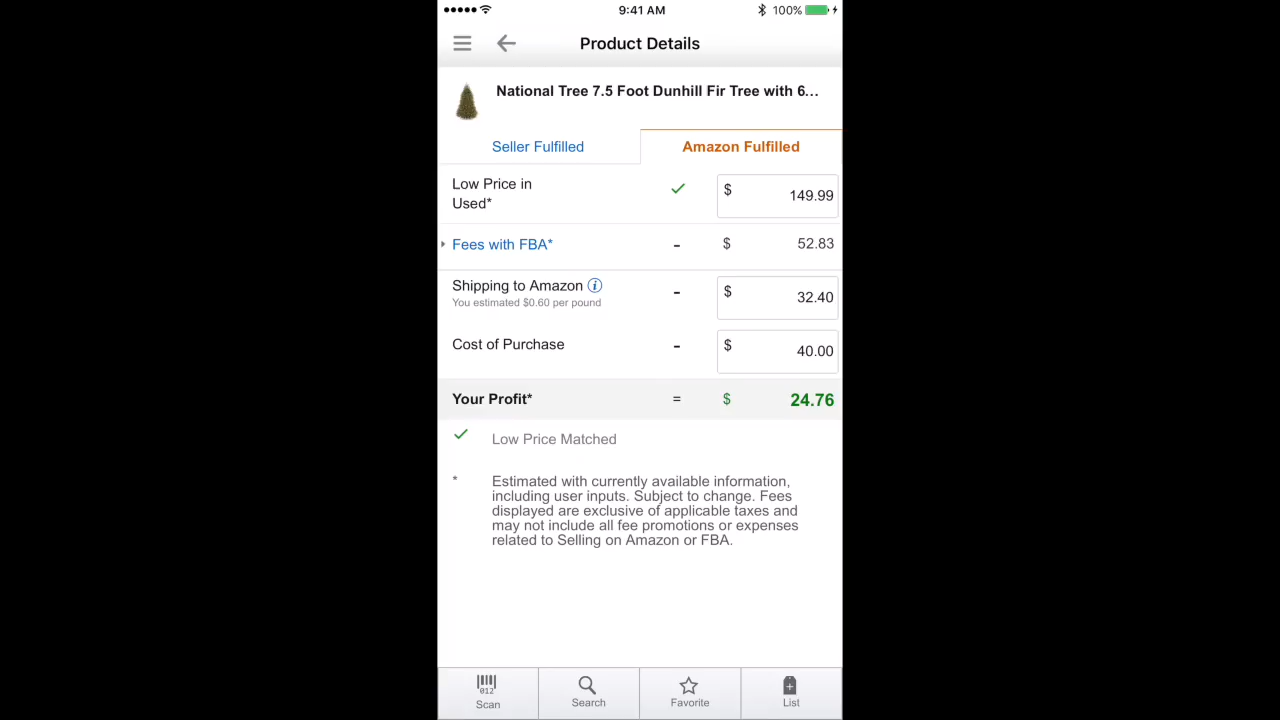 9:41 AM 100%
Product Details
National Tree 7.5 Foot Dunhill Fir Tree with 6...
Seller Fulfilled Amazon Fulfilled
Low Price in
Used* $ 149.99
Fees with FBA* - $ 52.83
Shipping to Amazon - $ 32.40
You estimated $0.60 per pound
Cost of Purchase - $ 40.00
Your Profit* = $ 24.76
Low Price Matched
* Estimated with currently available information,
including user inputs. Subject to change. Fees
displayed are exclusive of applicable taxes and
may not include all fee promotions or expenses
related to Selling on Amazon or FBA.
012
Scan Search Favorite List